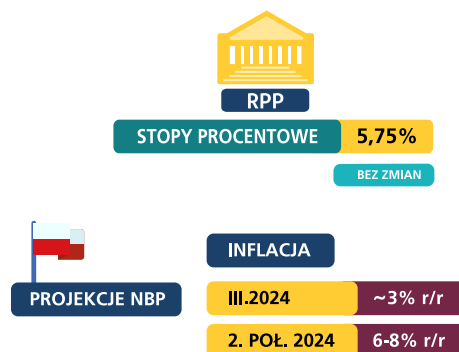 RPP
STOPY PROCENTOWE 5,75%
BEZ ZMIAN
INFLACJA
PROJEKCJE NBP
III.2024 ~3% r/r
2. POŁ. 2024 6-8% r/r